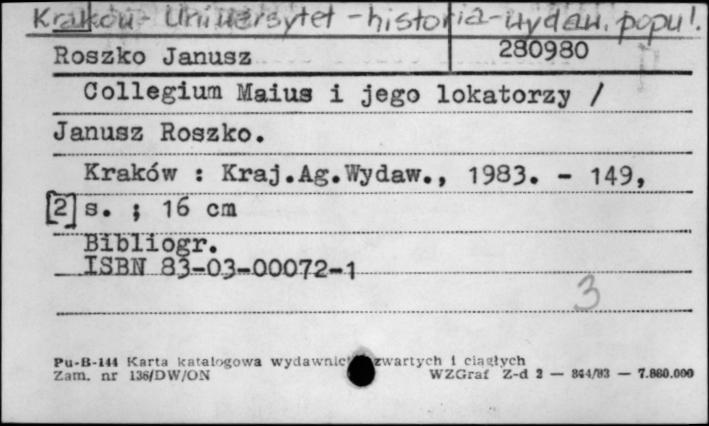 Kraków - Uniwersytet - historia - wydaw. popul.
Roszko Janusz 280980
Collegium Maius i jego lokatorzy /
Janusz Roszko.
Kraków : Kraj.Ag.Wydaw., 1983. - 149,
[2] s. ; 16 cm
Bibliogr.
ISBN 83-03-00072-1
3
Pu-B-144 Karta katalogowa wydawnictw zwartych i ciągłych
Zam. nr 136/DW/ON WZGraf Z-d 2 — 344/83 — 7.860.000